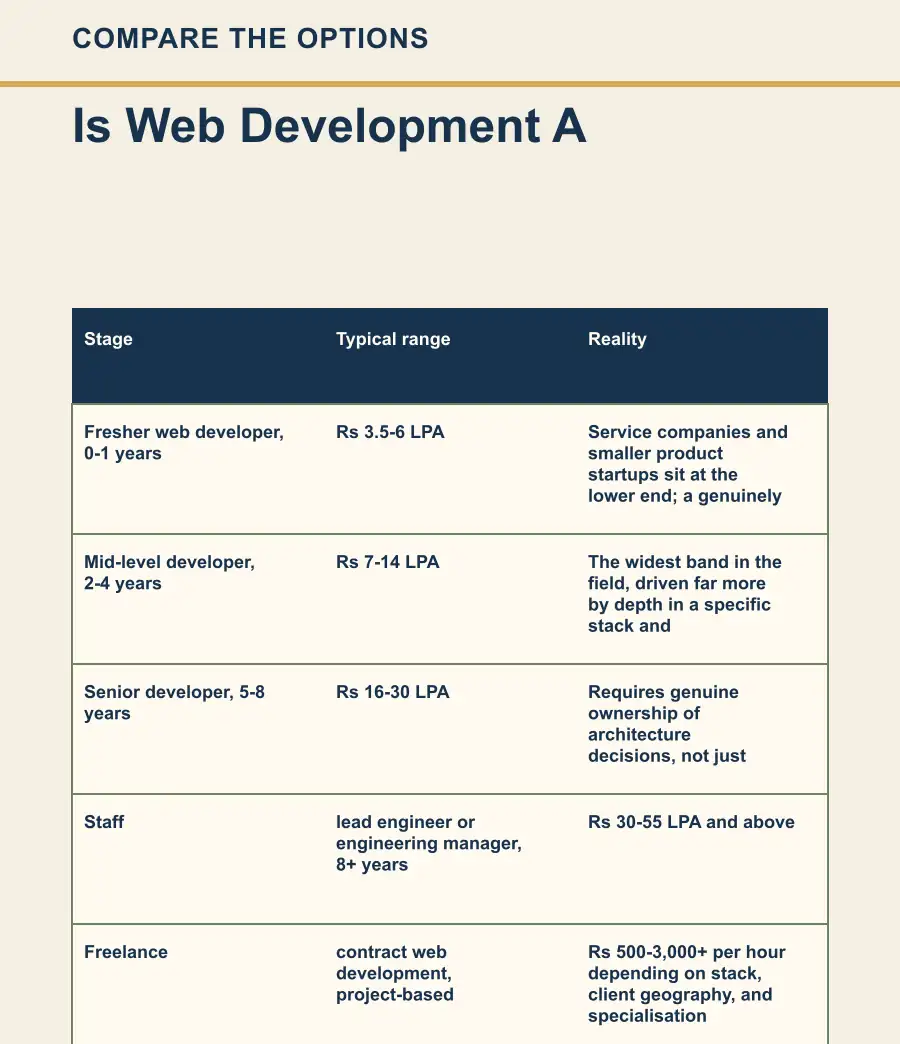 COMPARE THE OPTIONS
Is Web Development A
Stage Typical range Reality
Fresher web developer,
0-1 years
Rs 3.5-6 LPA
Service companies and
smaller product
startups sit at the
lower end; a genuinely
Mid-level developer,
2-4 years
Rs 7-14 LPA
The widest band in the
field, driven far more
by depth in a specific
stack and
Senior developer, 5-8
years
Rs 16-30 LPA
Requires genuine
ownership of
architecture
decisions, not just
Staff
lead engineer or
engineering manager,
8+ years
Rs 30-55 LPA and above
Freelance
contract web
development,
project-based
Rs 500-3,000+ per hour
depending on stack,
client geography, and
specialisation